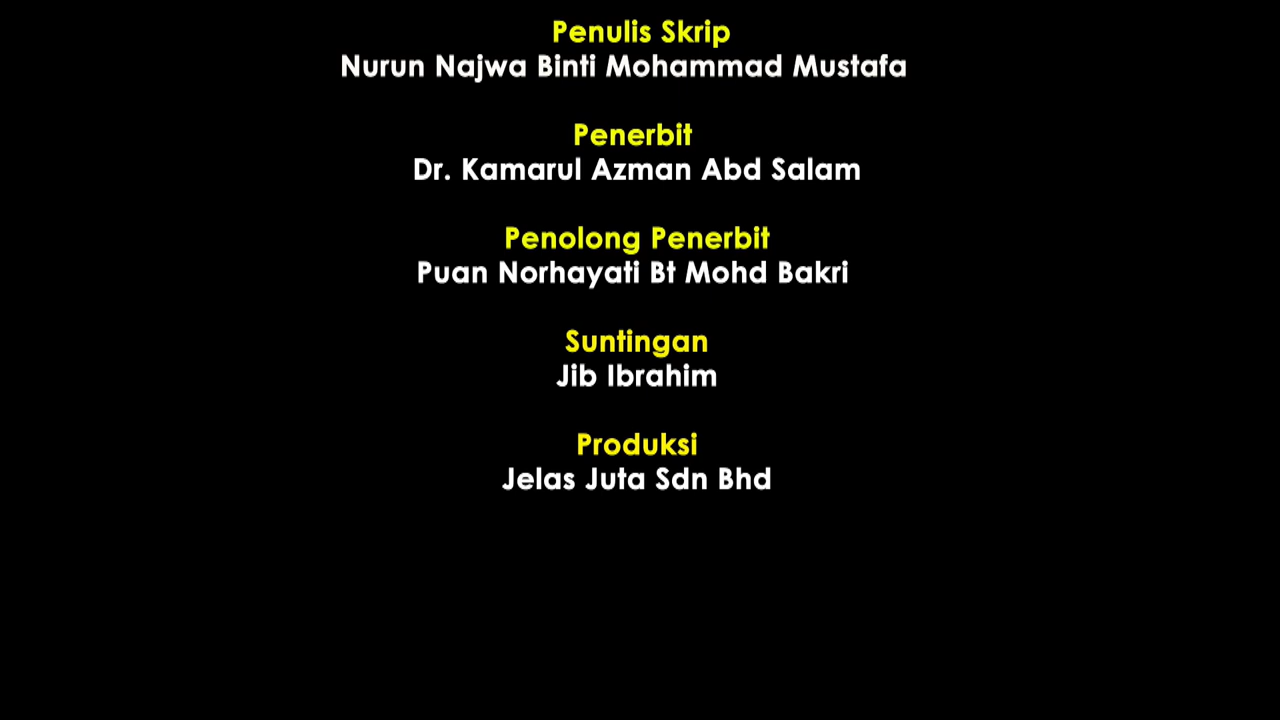 Penulis Skrip
Nurun Najwa Binti Mohammad Mustafa
Penerbit
Dr. Kamarul Azman Abd Salam
Penolong Penerbit
Puan Norhayati Bt Mohd Bakri
Suntingan
Jib Ibrahim
Produksi
Jelas Juta Sdn Bhd